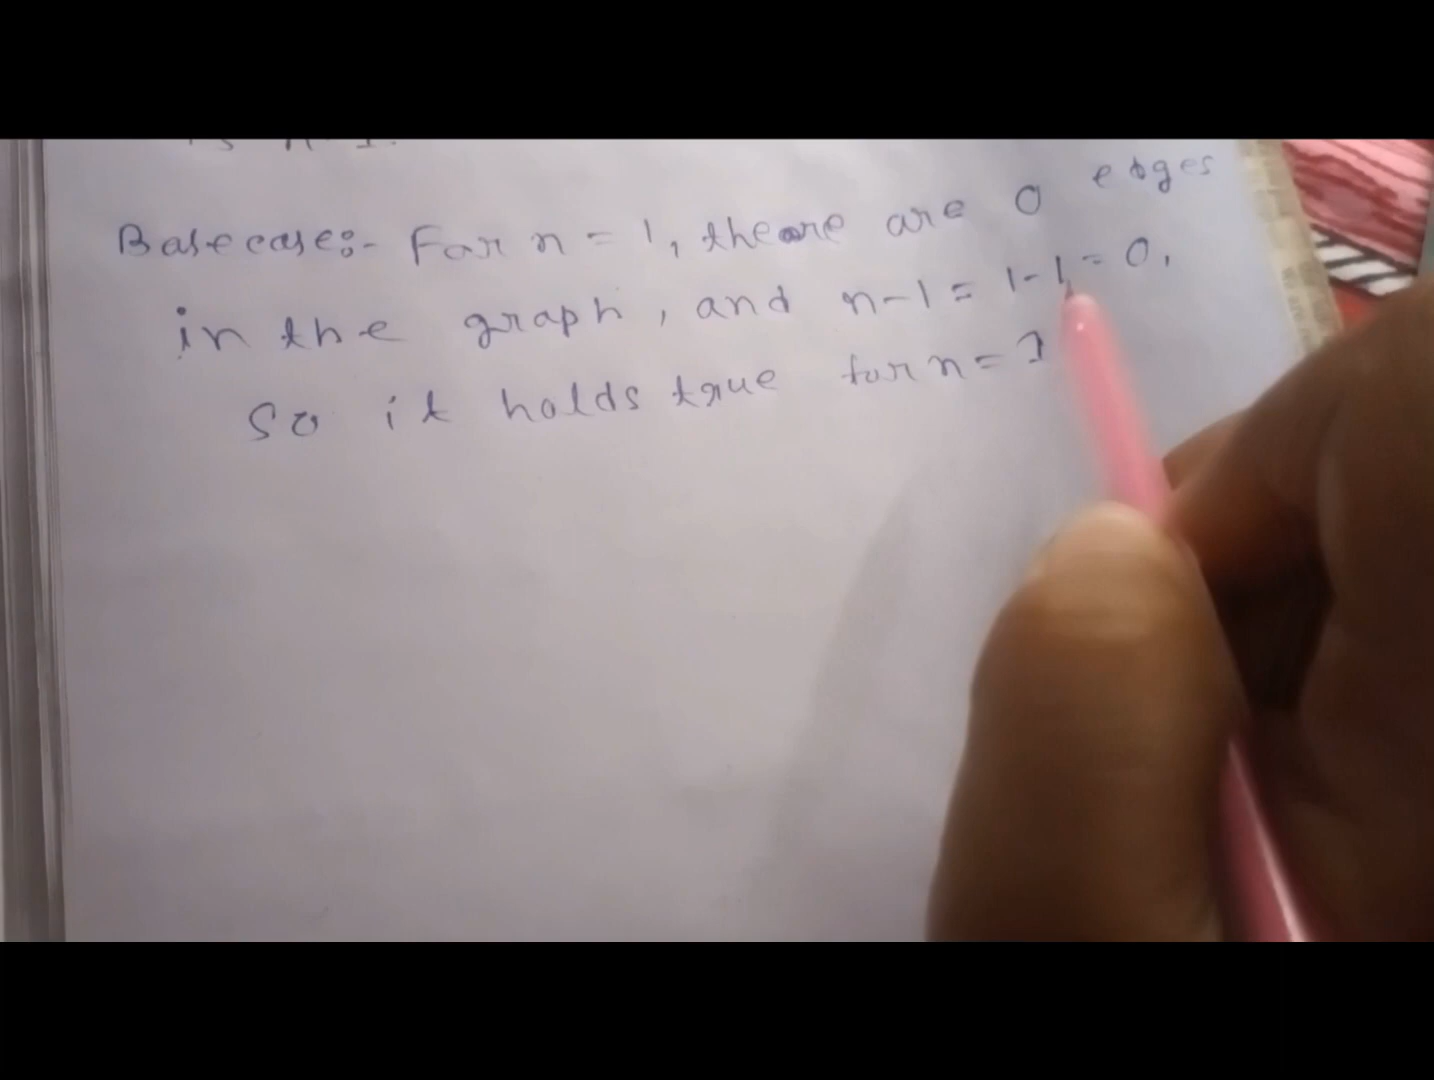 Basecase:- For n = 1, there are 0 edges
in the graph, and n-1 = 1-1 = 0.
So it holds true for n = 1